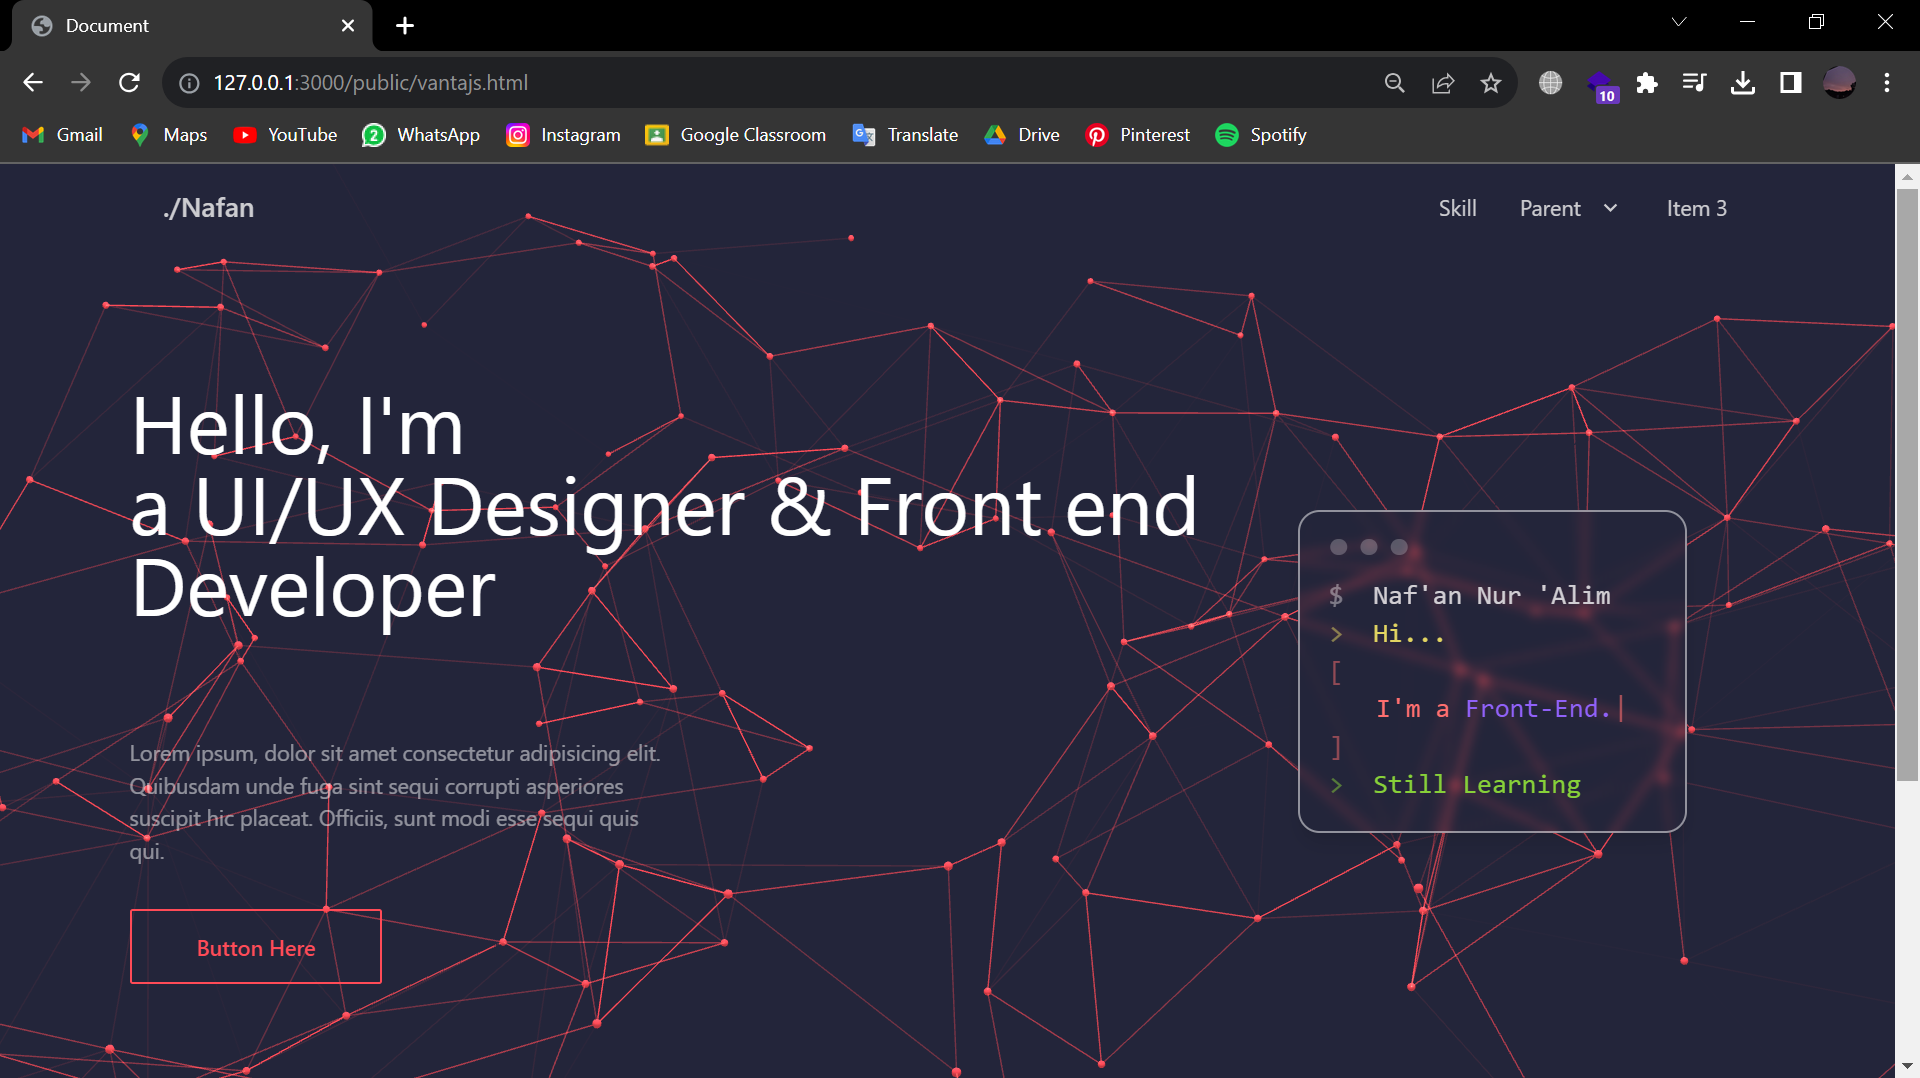 Document
127.0.0.1:3000/public/vantajs.html
10
Gmail
Maps
YouTube
2
WhatsApp
Instagram
Google Classroom
Translate
Drive
Pinterest
Spotify
./Nafan
Skill
Parent
Item 3
Hello, I'm
a UI/UX Designer & Front end
Developer
Lorem ipsum, dolor sit amet consectetur adipisicing elit.
Quibusdam unde fuga sint sequi corrupti asperiores
suscipit hic placeat. Officiis, sunt modi esse sequi quis
qui.
Button Here
$ Naf'an Nur 'Alim
> Hi...
[
I'm a Front-End.|
]
> Still Learning